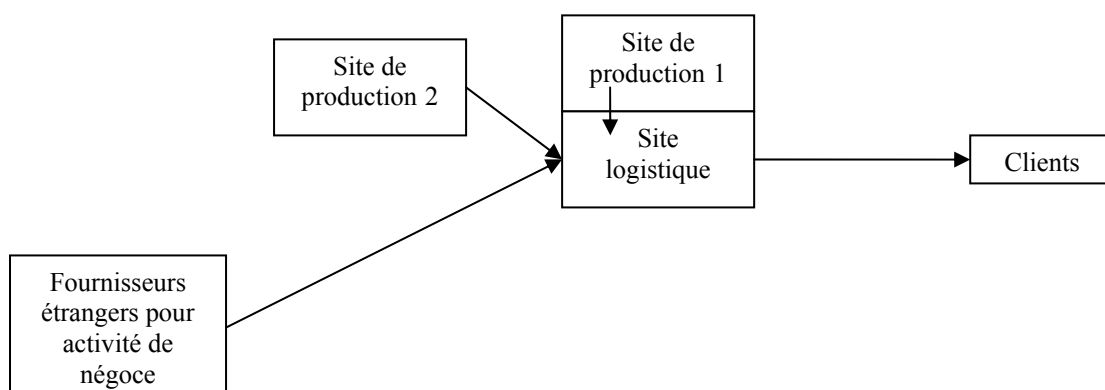 Site de
production 2
Site de
production 1
Site
logistique
Clients
Fournisseurs
étrangers pour
activité de
négoce